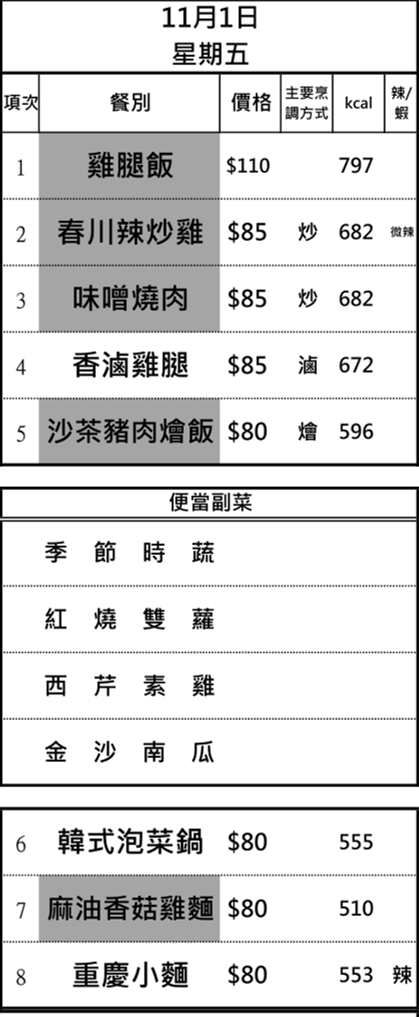 11月1日
星期五
項次 餐別 價格 主要烹調方式 kcal 辣/蝦
1 雞腿飯 $110 797
2 春川辣炒雞 $85 炒 682 微辣
3 味噌燒肉 $85 炒 682
4 香滷雞腿 $85 滷 672
5 沙茶豬肉燴飯 $80 燴 596
便當副菜
季節時蔬
紅燒雙蘿
西芹素雞
金沙南瓜
6 韓式泡菜鍋 $80 555
7 麻油香菇雞麵 $80 510
8 重慶小麵 $80 553 辣